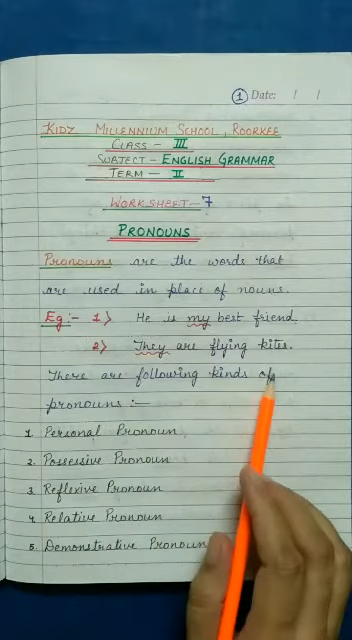 ① Date: / /
KIDZ MILLENNIUM SCHOOL, ROORKEE
CLASS - III
SUBJECT - ENGLISH GRAMMAR
TERM - II
WORKSHEET - 7
PRONOUNS
Pronouns are the words that
are used in place of nouns.
Eg:- 1> He is my best friend.
2> They are flying kites.
There are following kinds of
pronouns :-
1. Personal Pronoun
2. Possessive Pronoun
3. Reflexive Pronoun
4. Relative Pronoun
5. Demonstrative Pronoun